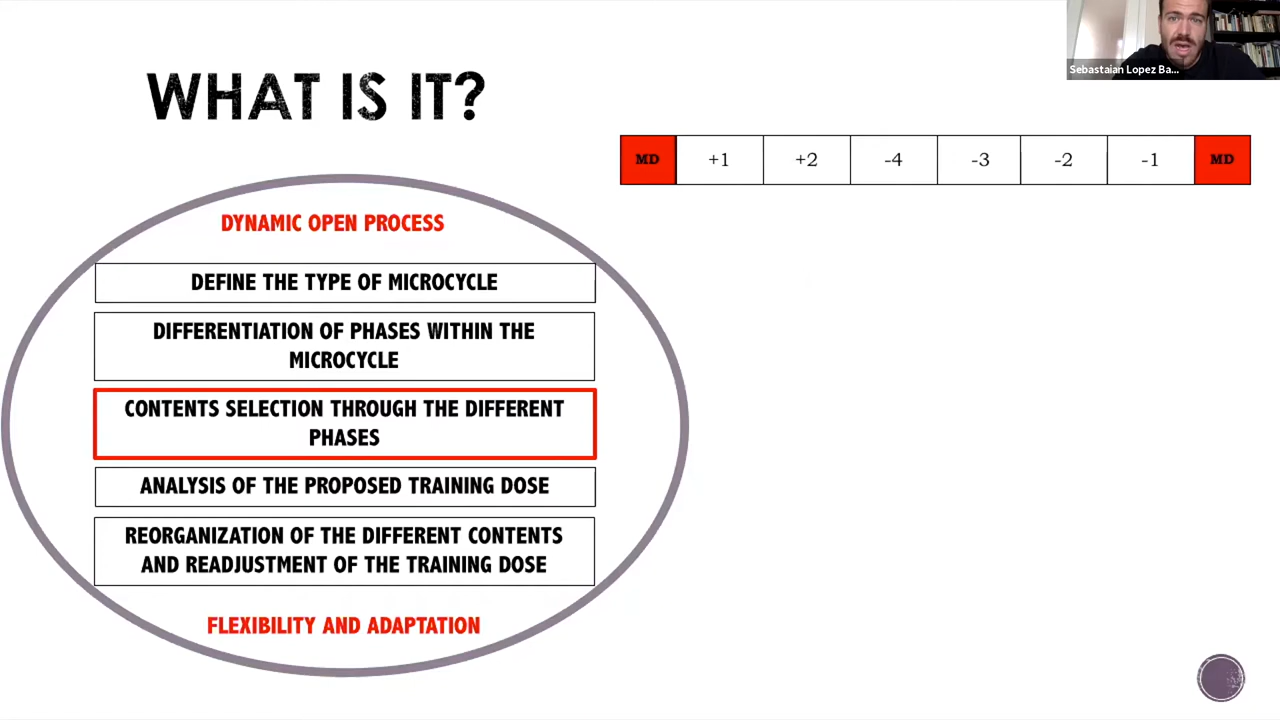 Sebastaian Lopez Ba...
WHAT IS IT?
MD +1 +2 -4 -3 -2 -1 MD
DYNAMIC OPEN PROCESS
DEFINE THE TYPE OF MICROCYCLE
DIFFERENTIATION OF PHASES WITHIN THE
MICROCYCLE
CONTENTS SELECTION THROUGH THE DIFFERENT
PHASES
ANALYSIS OF THE PROPOSED TRAINING DOSE
REORGANIZATION OF THE DIFFERENT CONTENTS
AND READJUSTMENT OF THE TRAINING DOSE
FLEXIBILITY AND ADAPTATION